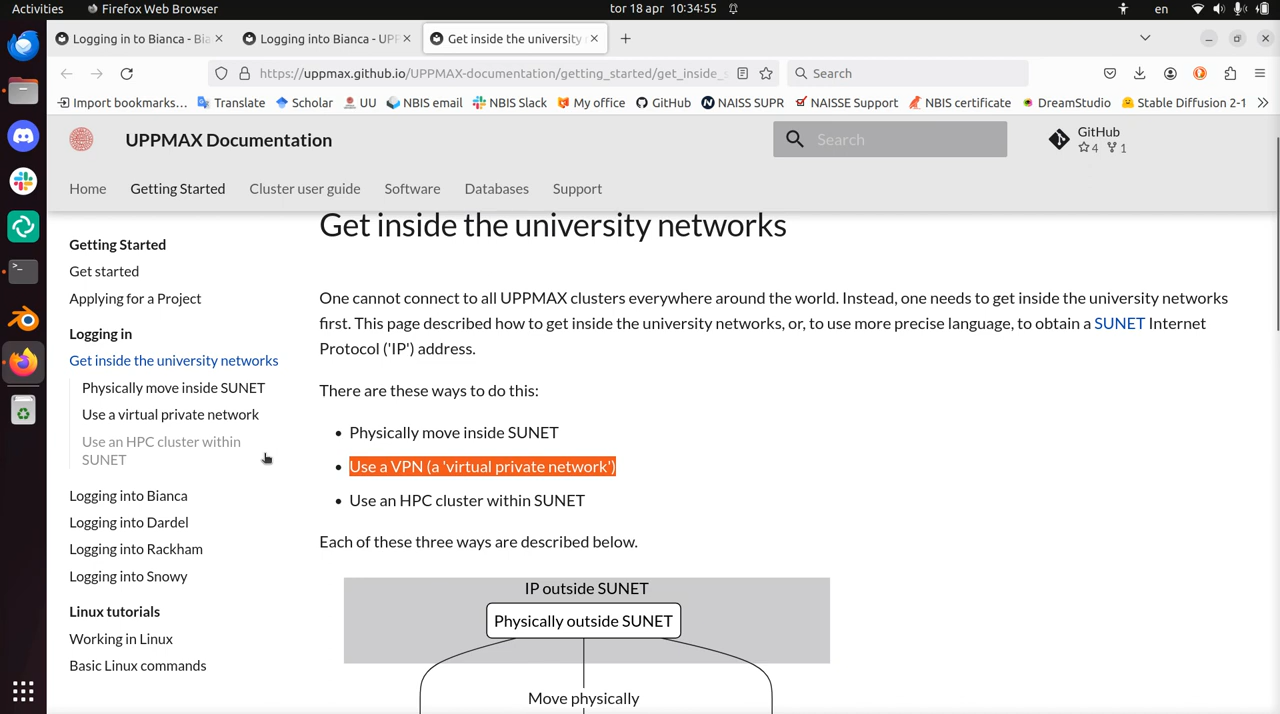 Activities
Firefox Web Browser
tor 18 apr 10:34:55
en
Logging in to Bianca - Bia
Logging into Bianca - UPP
Get inside the university
https://uppmax.github.io/UPPMAX-documentation/getting_started/get_inside_
Search
Import bookmarks…
Translate
Scholar
UU
NBIS email
NBIS Slack
My office
GitHub
NAISS SUPR
NAISSE Support
NBIS certificate
DreamStudio
Stable Diffusion 2-1
UPPMAX Documentation
Search
GitHub
4
1
Home
Getting Started
Cluster user guide
Software
Databases
Support
Getting Started
Get started
Applying for a Project
Logging in
Get inside the university networks
Physically move inside SUNET
Use a virtual private network
Use an HPC cluster within
SUNET
Logging into Bianca
Logging into Dardel
Logging into Rackham
Logging into Snowy
Linux tutorials
Working in Linux
Basic Linux commands
Get inside the university networks
One cannot connect to all UPPMAX clusters everywhere around the world. Instead, one needs to get inside the university networks
first. This page described how to get inside the university networks, or, to use more precise language, to obtain a SUNET Internet
Protocol ('IP') address.
There are these ways to do this:
• Physically move inside SUNET
• Use a VPN (a 'virtual private network')
• Use an HPC cluster within SUNET
Each of these three ways are described below.
IP outside SUNET
Physically outside SUNET
Move physically